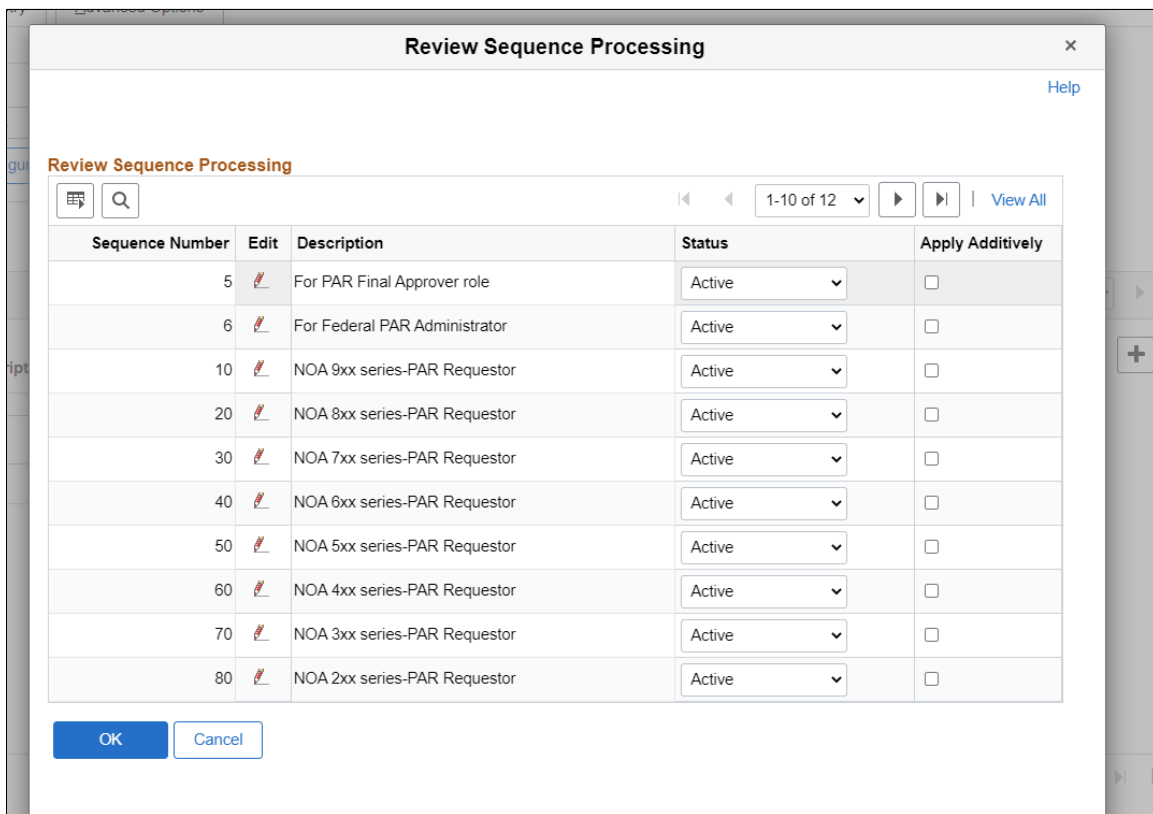 Advanced Options
Review Sequence Processing ×
Help
Review Sequence Processing
1-10 of 12 | View All
Sequence Number Edit Description Status Apply Additively
5 For PAR Final Approver role Active
6 For Federal PAR Administrator Active
10 NOA 9xx series-PAR Requestor Active
20 NOA 8xx series-PAR Requestor Active
30 NOA 7xx series-PAR Requestor Active
40 NOA 6xx series-PAR Requestor Active
50 NOA 5xx series-PAR Requestor Active
60 NOA 4xx series-PAR Requestor Active
70 NOA 3xx series-PAR Requestor Active
80 NOA 2xx series-PAR Requestor Active
OK Cancel